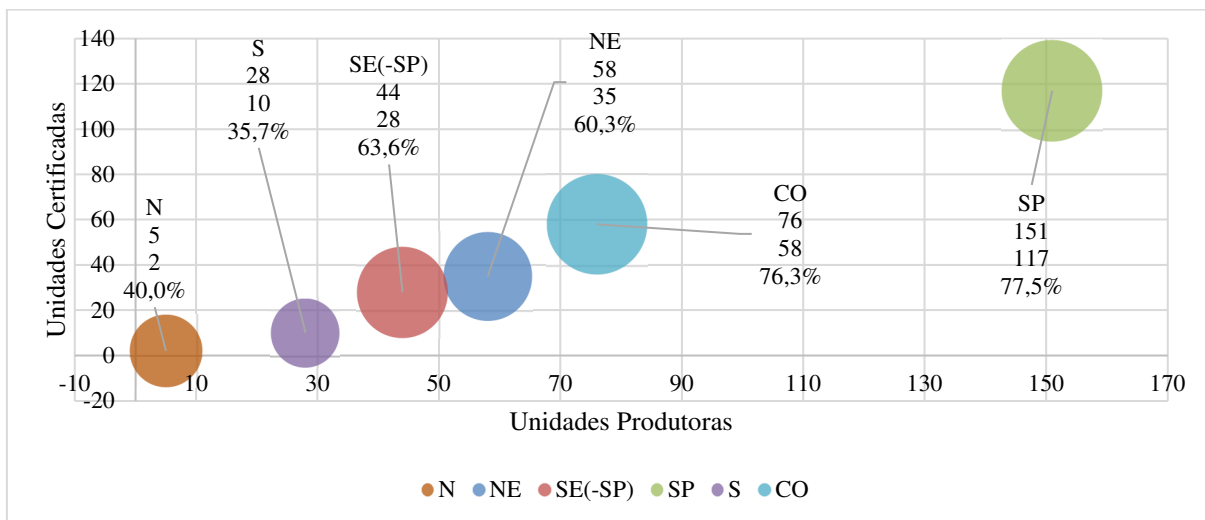 Unidades Certificadas
140
120
100
80
60
40
20
0
-20
N
5
2
40,0%
S
28
10
35,7%
SE(-SP)
44
28
63,6%
NE
58
35
60,3%
CO
76
58
76,3%
SP
151
117
77,5%
-10 10 30 50 70 90 110 130 150 170
Unidades Produtoras
N NE SE(-SP) SP S CO